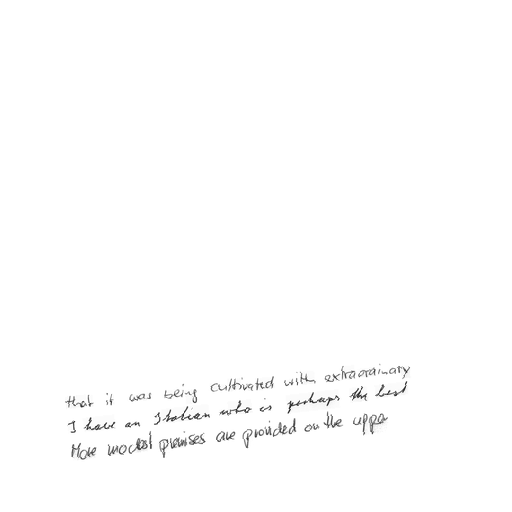 that it was being cultivated with extraordinary
I have an Italian who is perhaps the best
More modest premises are provided on the upper